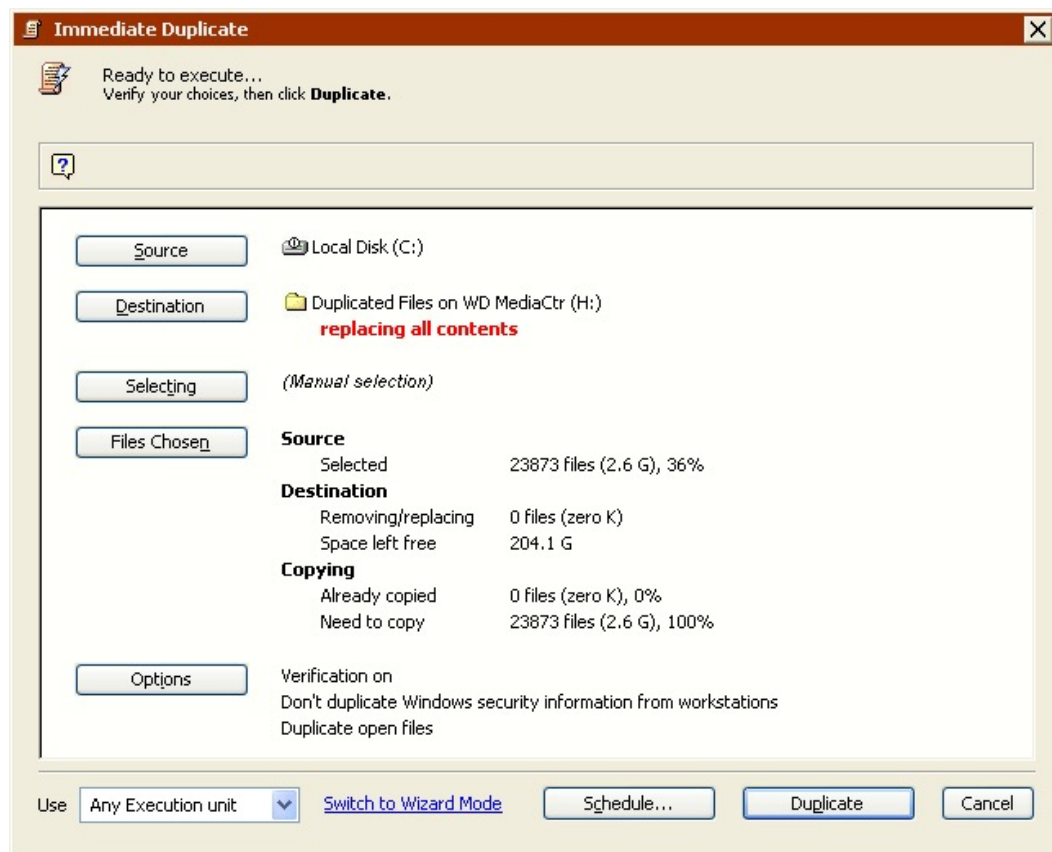 Immediate Duplicate
Ready to execute...
Verify your choices, then click Duplicate.
Source Local Disk (C:)
Destination Duplicated Files on WD MediaCtr (H:)
replacing all contents
Selecting (Manual selection)
Files Chosen Source
Selected 23873 files (2.6 G), 36%
Destination
Removing/replacing 0 files (zero K)
Space left free 204.1 G
Copying
Already copied 0 files (zero K), 0%
Need to copy 23873 files (2.6 G), 100%
Options Verification on
Don't duplicate Windows security information from workstations
Duplicate open files
Use Any Execution unit Switch to Wizard Mode Schedule... Duplicate Cancel